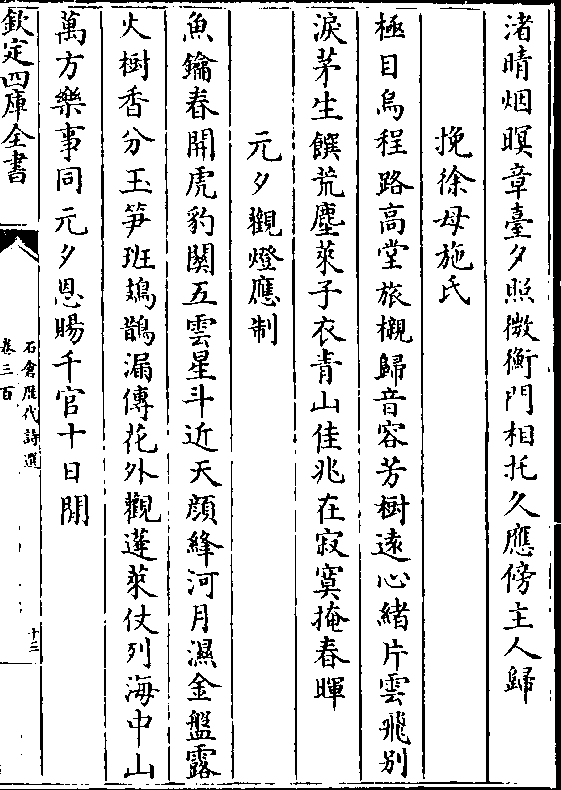 渚晴烟暝章臺夕照微衡門相托久應傍主人歸
挽徐母施氏
極目烏程路高堂旅櫬歸音容芳樹遠心緒片雲飛别
淚茅生饌荒塵萊子衣青山佳兆在寂寞掩春暉
元夕觀燈應制
魚鑰春開虎豹關五雲星斗近天顔絳河月濕金盤露
火樹香分玉笋班鳷鵲漏傳花外觀蓬萊仗列海中山
萬方樂事同元夕恩賜千官十日閒
欽定四庫全書
石倉歷代詩選
卷三百
十三